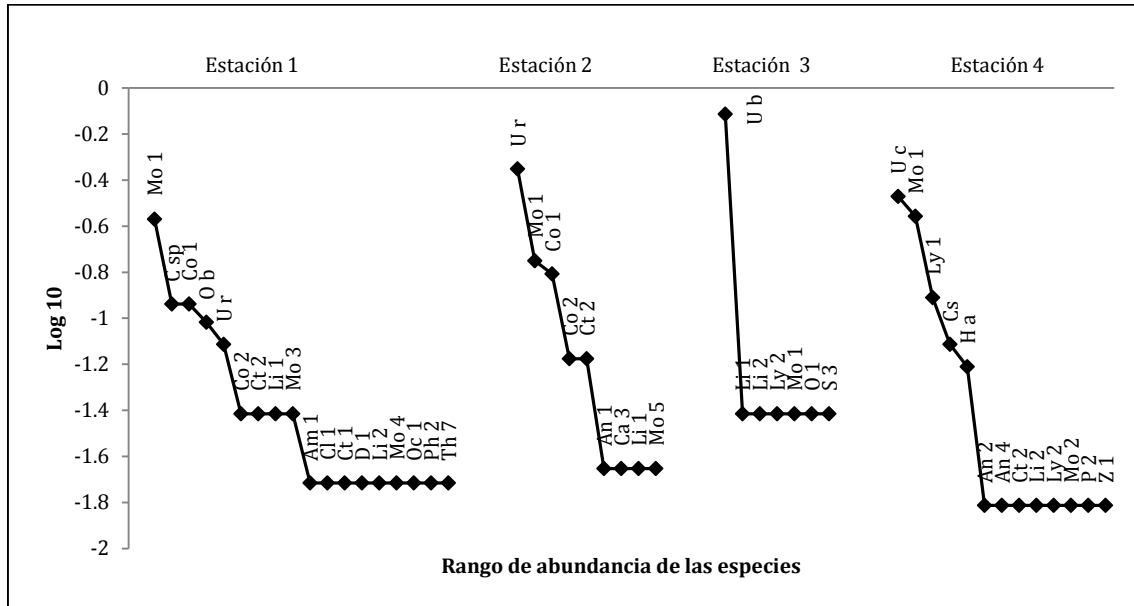 Estación 1 Estación 2 Estación 3 Estación 4
0
-0.2
-0.4
-0.6
-0.8
-1
-1.2
-1.4
-1.6
-1.8
-2
Log 10
Mo 1
C sp
Co 1
O b
U r
Co 2
Ct 2
Li 1
Mo 3
Am 1
Cl 1
Ct 1
D 1
Li 2
Mo 4
Oc 1
Ph 2
Th 7
U r
Mo 1
Co 1
Co 2
Ct 2
An 1
Ca 3
Li 1
Mo 5
U b
Li 1
Li 2
Ly 2
Mo 1
O 1
S 3
U c
Mo 1
Ly 1
Cs
H a
An 2
An 4
Ct 2
Li 2
Ly 2
Mo 2
P 2
Z 1
Rango de abundancia de las especies